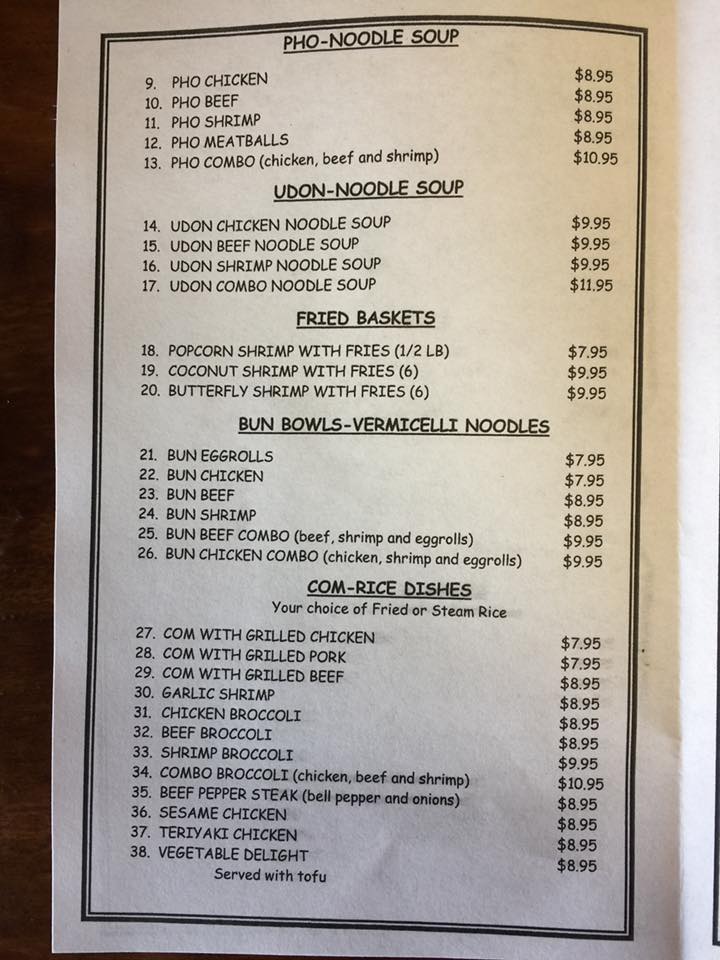 PHO-NOODLE SOUP
9. PHO CHICKEN $8.95
10. PHO BEEF $8.95
11. PHO SHRIMP $8.95
12. PHO MEATBALLS $8.95
13. PHO COMBO (chicken, beef and shrimp) $10.95
UDON-NOODLE SOUP
14. UDON CHICKEN NOODLE SOUP $9.95
15. UDON BEEF NOODLE SOUP $9.95
16. UDON SHRIMP NOODLE SOUP $9.95
17. UDON COMBO NOODLE SOUP $11.95
FRIED BASKETS
18. POPCORN SHRIMP WITH FRIES (1/2 LB) $7.95
19. COCONUT SHRIMP WITH FRIES (6) $9.95
20. BUTTERFLY SHRIMP WITH FRIES (6) $9.95
BUN BOWLS-VERMICELLI NOODLES
21. BUN EGGROLLS $7.95
22. BUN CHICKEN $7.95
23. BUN BEEF $8.95
24. BUN SHRIMP $8.95
25. BUN BEEF COMBO (beef, shrimp and eggrolls) $9.95
26. BUN CHICKEN COMBO (chicken, shrimp and eggrolls) $9.95
COM-RICE DISHES
Your choice of Fried or Steam Rice
27. COM WITH GRILLED CHICKEN $7.95
28. COM WITH GRILLED PORK $7.95
29. COM WITH GRILLED BEEF $8.95
30. GARLIC SHRIMP $8.95
31. CHICKEN BROCCOLI $8.95
32. BEEF BROCCOLI $8.95
33. SHRIMP BROCCOLI $9.95
34. COMBO BROCCOLI (chicken, beef and shrimp) $10.95
35. BEEF PEPPER STEAK (bell pepper and onions) $8.95
36. SESAME CHICKEN $8.95
37. TERIYAKI CHICKEN $8.95
38. VEGETABLE DELIGHT $8.95
Served with tofu